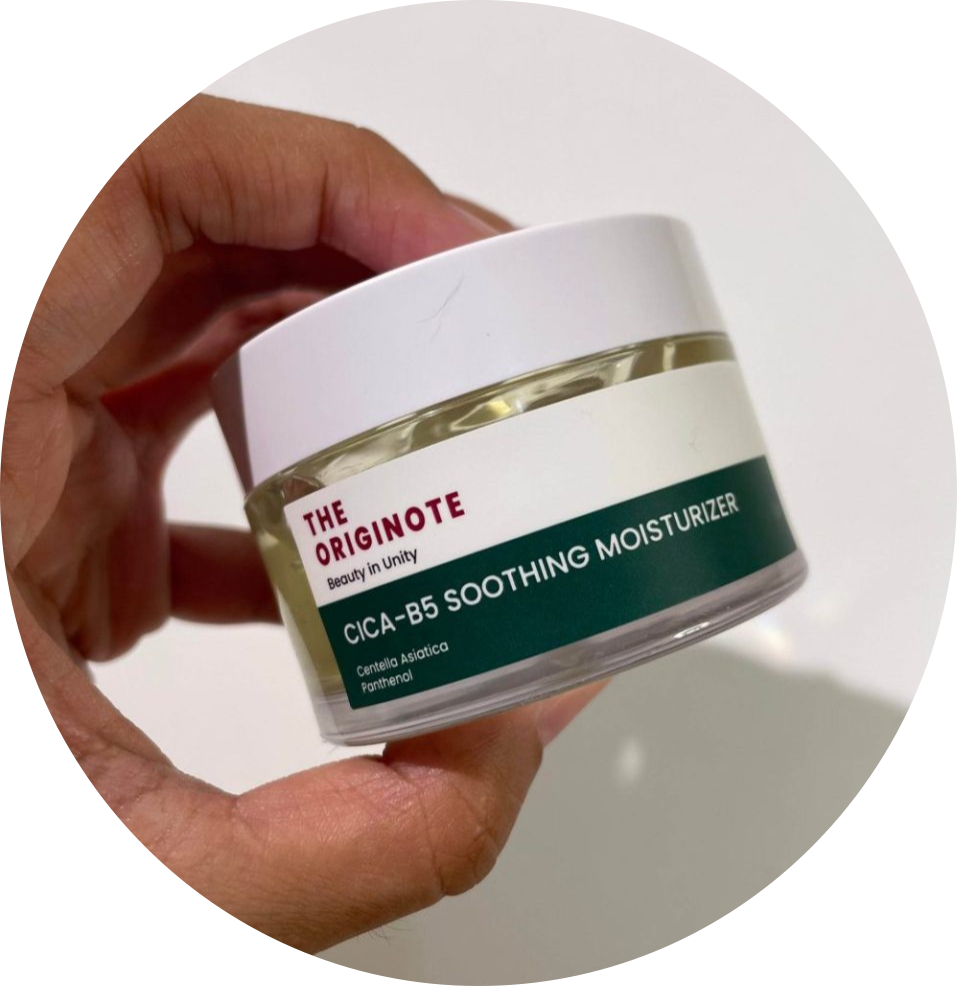 THE
ORIGINOTE
Beauty in Unity
CICA-B5 SOOTHING MOISTURIZER
Centella Asiatica
Panthenol